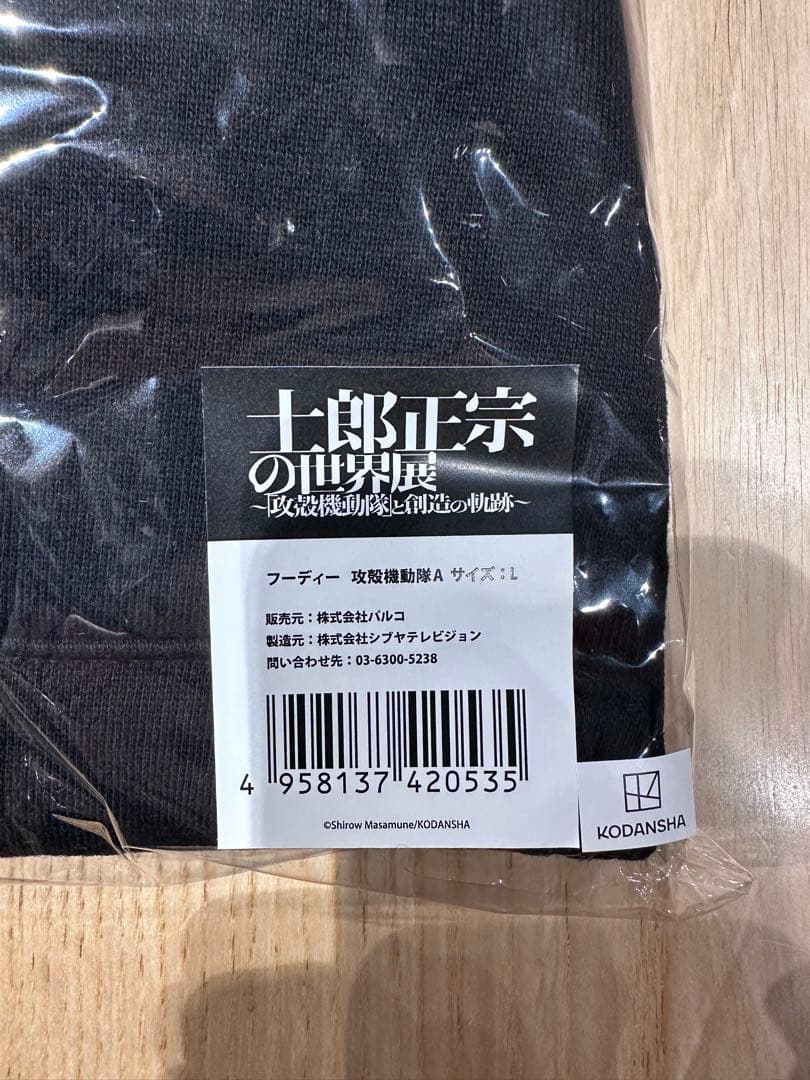 士郎正宗
の世界展
～「攻殻機動隊」と創造の軌跡～
フーディー 攻殻機動隊A サイズ：L
販売元：株式会社パルコ
製造元：株式会社シブヤテレビジョン
問い合わせ先：03-6300-5238
4 958137 420535
©Shirow Masamune/KODANSHA
KODANSHA